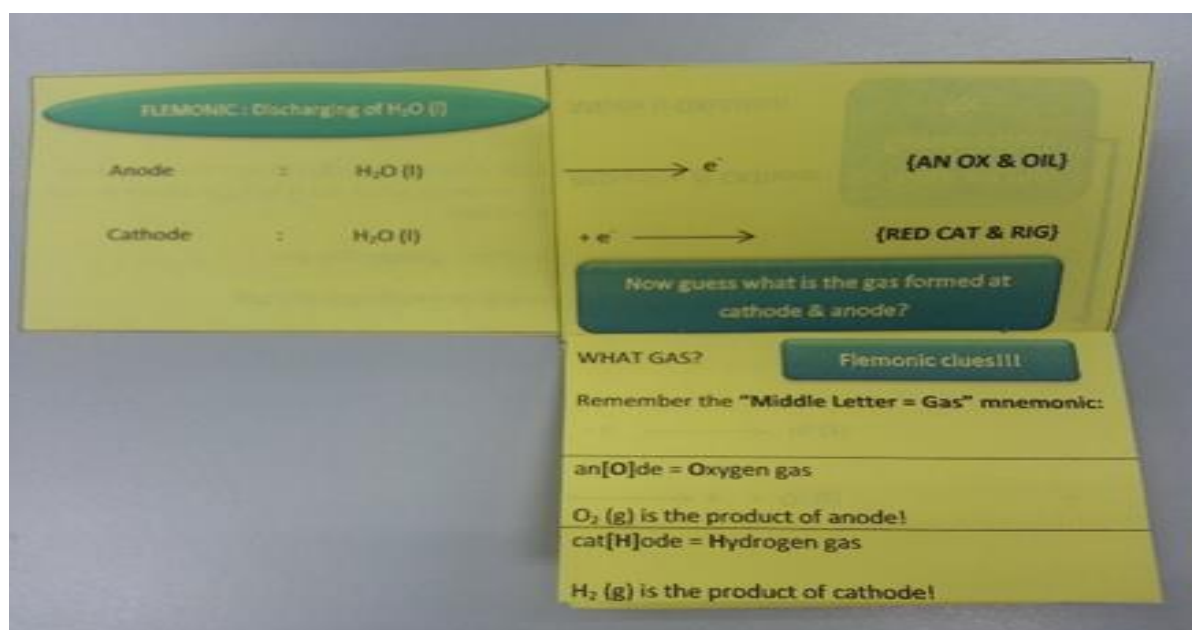 FLEMONIC : Discharging of H₂O (l)
Anode : H₂O (l) ⟶ e⁻ {AN OX & OIL}
Cathode : H₂O (l) + e⁻ ⟶ {RED CAT & RIG}
Now guess what is the gas formed at
cathode & anode?
WHAT GAS? Flemonic clues!!!
Remember the "Middle Letter = Gas" mnemonic:
an[O]de = Oxygen gas
O₂ (g) is the product of anode!
cat[H]ode = Hydrogen gas
H₂ (g) is the product of cathode!